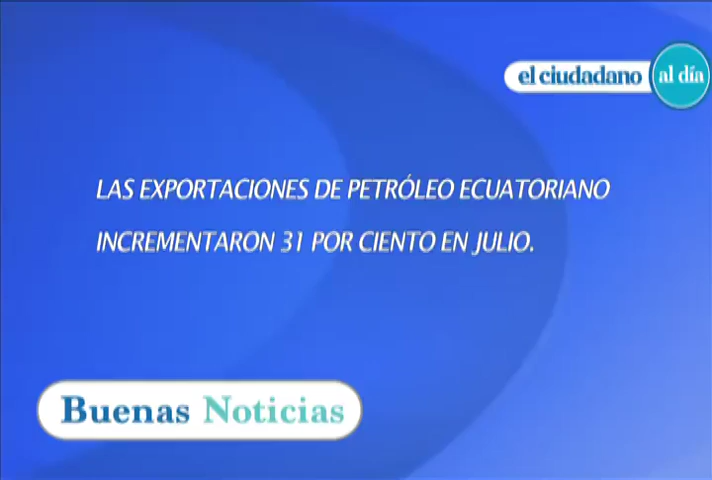 el ciudadano al día
LAS EXPORTACIONES DE PETRÓLEO ECUATORIANO
INCREMENTARON 31 POR CIENTO EN JULIO.
Buenas Noticias